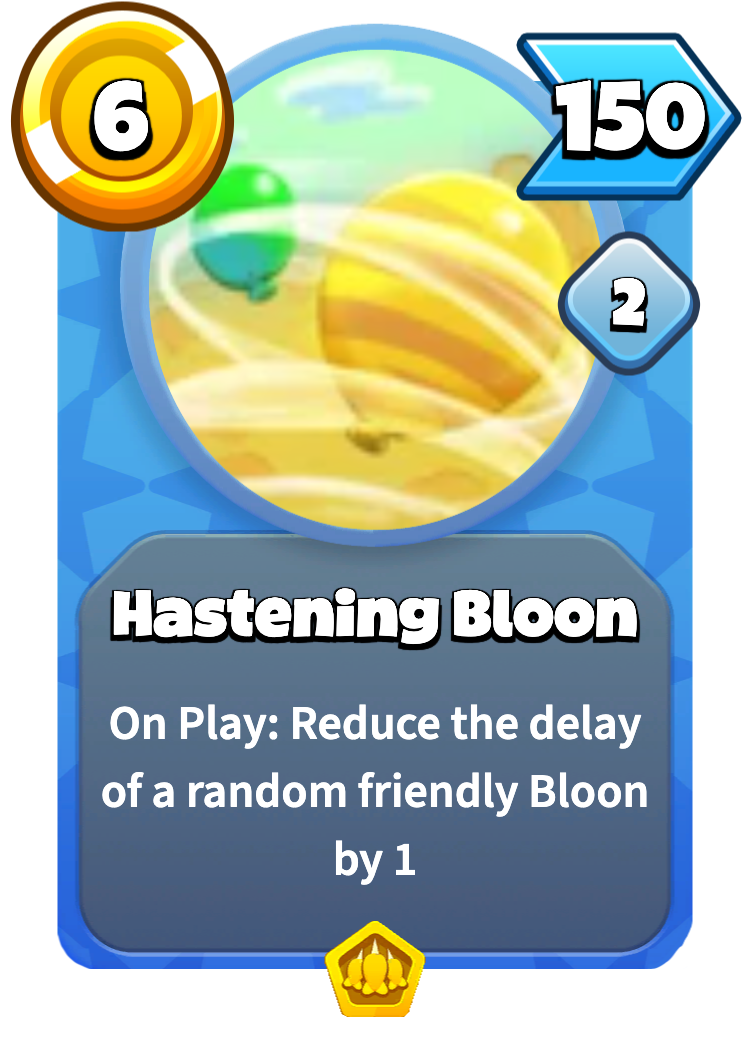 6
150
2
Hastening Bloon
On Play: Reduce the delay
of a random friendly Bloon
by 1